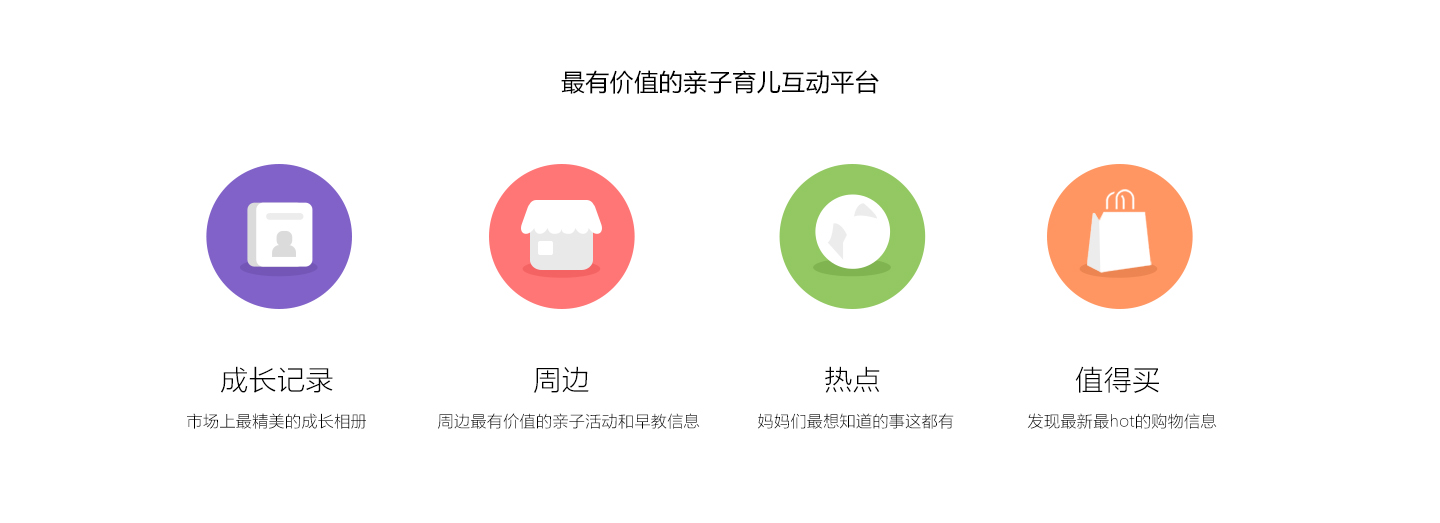 最有价值的亲子育儿互动平台
成长记录
市场上最精美的成长相册
周边
周边最有价值的亲子活动和早教信息
热点
妈妈们最想知道的事这都有
值得买
发现最新最hot的购物信息